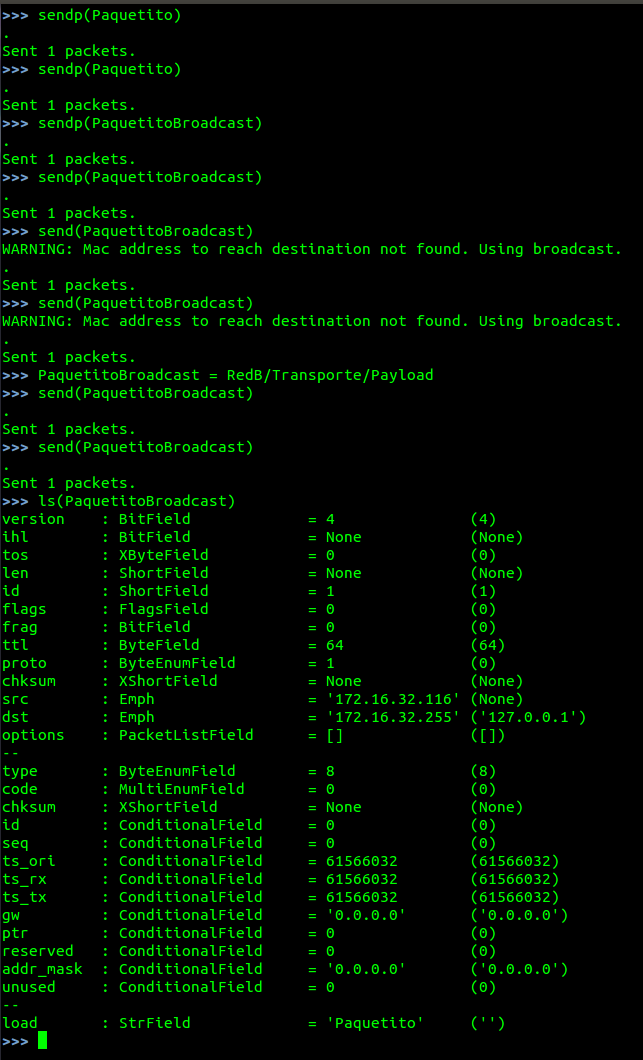 >>> sendp(Paquetito)
.
Sent 1 packets.
>>> sendp(Paquetito)
.
Sent 1 packets.
>>> sendp(PaquetitoBroadcast)
.
Sent 1 packets.
>>> sendp(PaquetitoBroadcast)
.
Sent 1 packets.
>>> send(PaquetitoBroadcast)
WARNING: Mac address to reach destination not found. Using broadcast.
.
Sent 1 packets.
>>> send(PaquetitoBroadcast)
WARNING: Mac address to reach destination not found. Using broadcast.
.
Sent 1 packets.
>>> PaquetitoBroadcast = RedB/Transporte/Payload
>>> send(PaquetitoBroadcast)
.
Sent 1 packets.
>>> send(PaquetitoBroadcast)
.
Sent 1 packets.
>>> ls(PaquetitoBroadcast)
version    : BitField             = 4               (4)
ihl        : BitField             = None            (None)
tos        : XByteField           = 0               (0)
len        : ShortField           = None            (None)
id         : ShortField           = 1               (1)
flags      : FlagsField           = 0               (0)
frag       : BitField             = 0               (0)
ttl        : ByteField            = 64              (64)
proto      : ByteEnumField        = 1               (0)
chksum     : XShortField          = None            (None)
src        : Emph                 = '172.16.32.116' (None)
dst        : Emph                 = '172.16.32.255' ('127.0.0.1')
options    : PacketListField      = []              ([])
--
type       : ByteEnumField        = 8               (8)
code       : MultiEnumField       = 0               (0)
chksum     : XShortField          = None            (None)
id         : ConditionalField     = 0               (0)
seq        : ConditionalField     = 0               (0)
ts_ori     : ConditionalField     = 61566032        (61566032)
ts_rx      : ConditionalField     = 61566032        (61566032)
ts_tx      : ConditionalField     = 61566032        (61566032)
gw         : ConditionalField     = '0.0.0.0'       ('0.0.0.0')
ptr        : ConditionalField     = 0               (0)
reserved   : ConditionalField     = 0               (0)
addr_mask  : ConditionalField     = '0.0.0.0'       ('0.0.0.0')
unused     : ConditionalField     = 0               (0)
--
load       : StrField             = 'Paquetito'     ('')
>>>